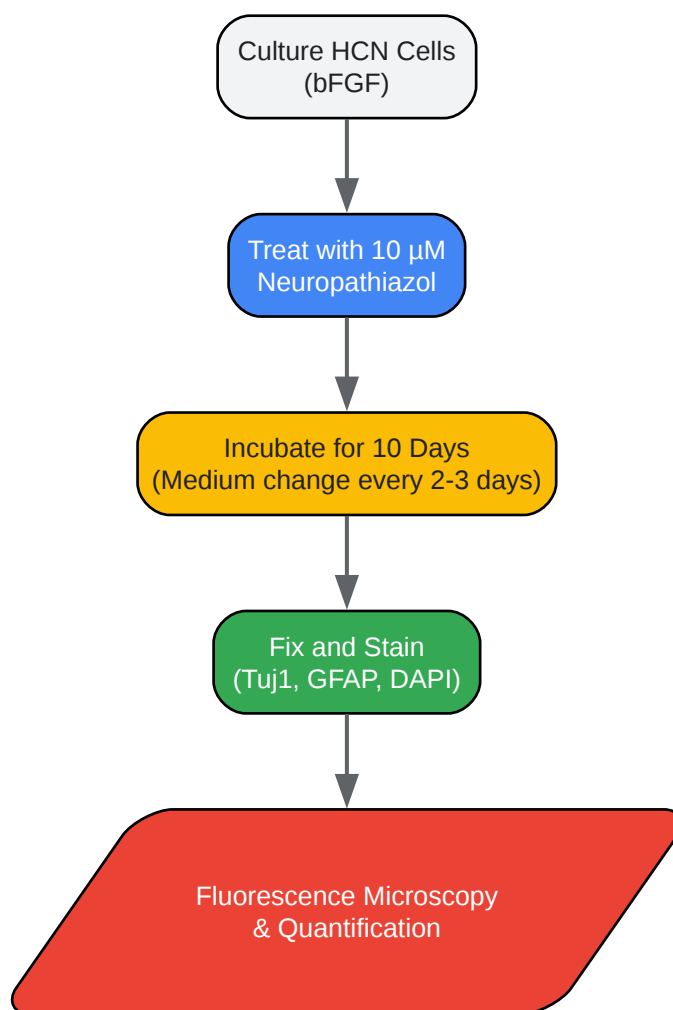 Culture HCN Cells
(bFGF)
Treat with 10 µM
Neuropathiazol
Incubate for 10 Days
(Medium change every 2-3 days)
Fix and Stain
(Tuj1, GFAP, DAPI)
Fluorescence Microscopy
& Quantification